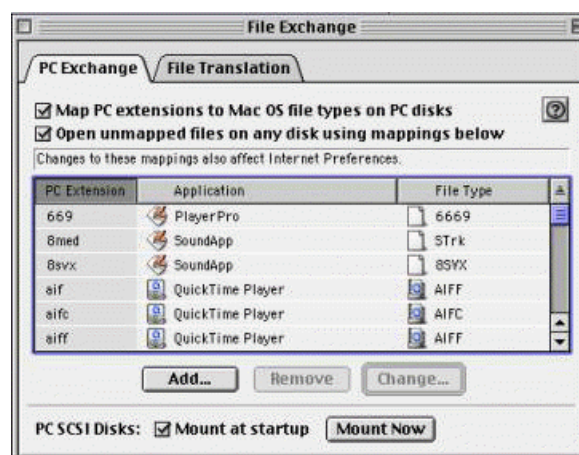 File Exchange
PC Exchange File Translation
Map PC extensions to Mac OS file types on PC disks
Open unmapped files on any disk using mappings below
Changes to these mappings also affect Internet Preferences.
PC Extension Application File Type
669 PlayerPro 6669
8med SoundApp STrk
8svx SoundApp 8SVX
aif QuickTime Player AIFF
aifc QuickTime Player AIFC
aiff QuickTime Player AIFF
Add... Remove Change...
PC SCSI Disks: Mount at startup Mount Now